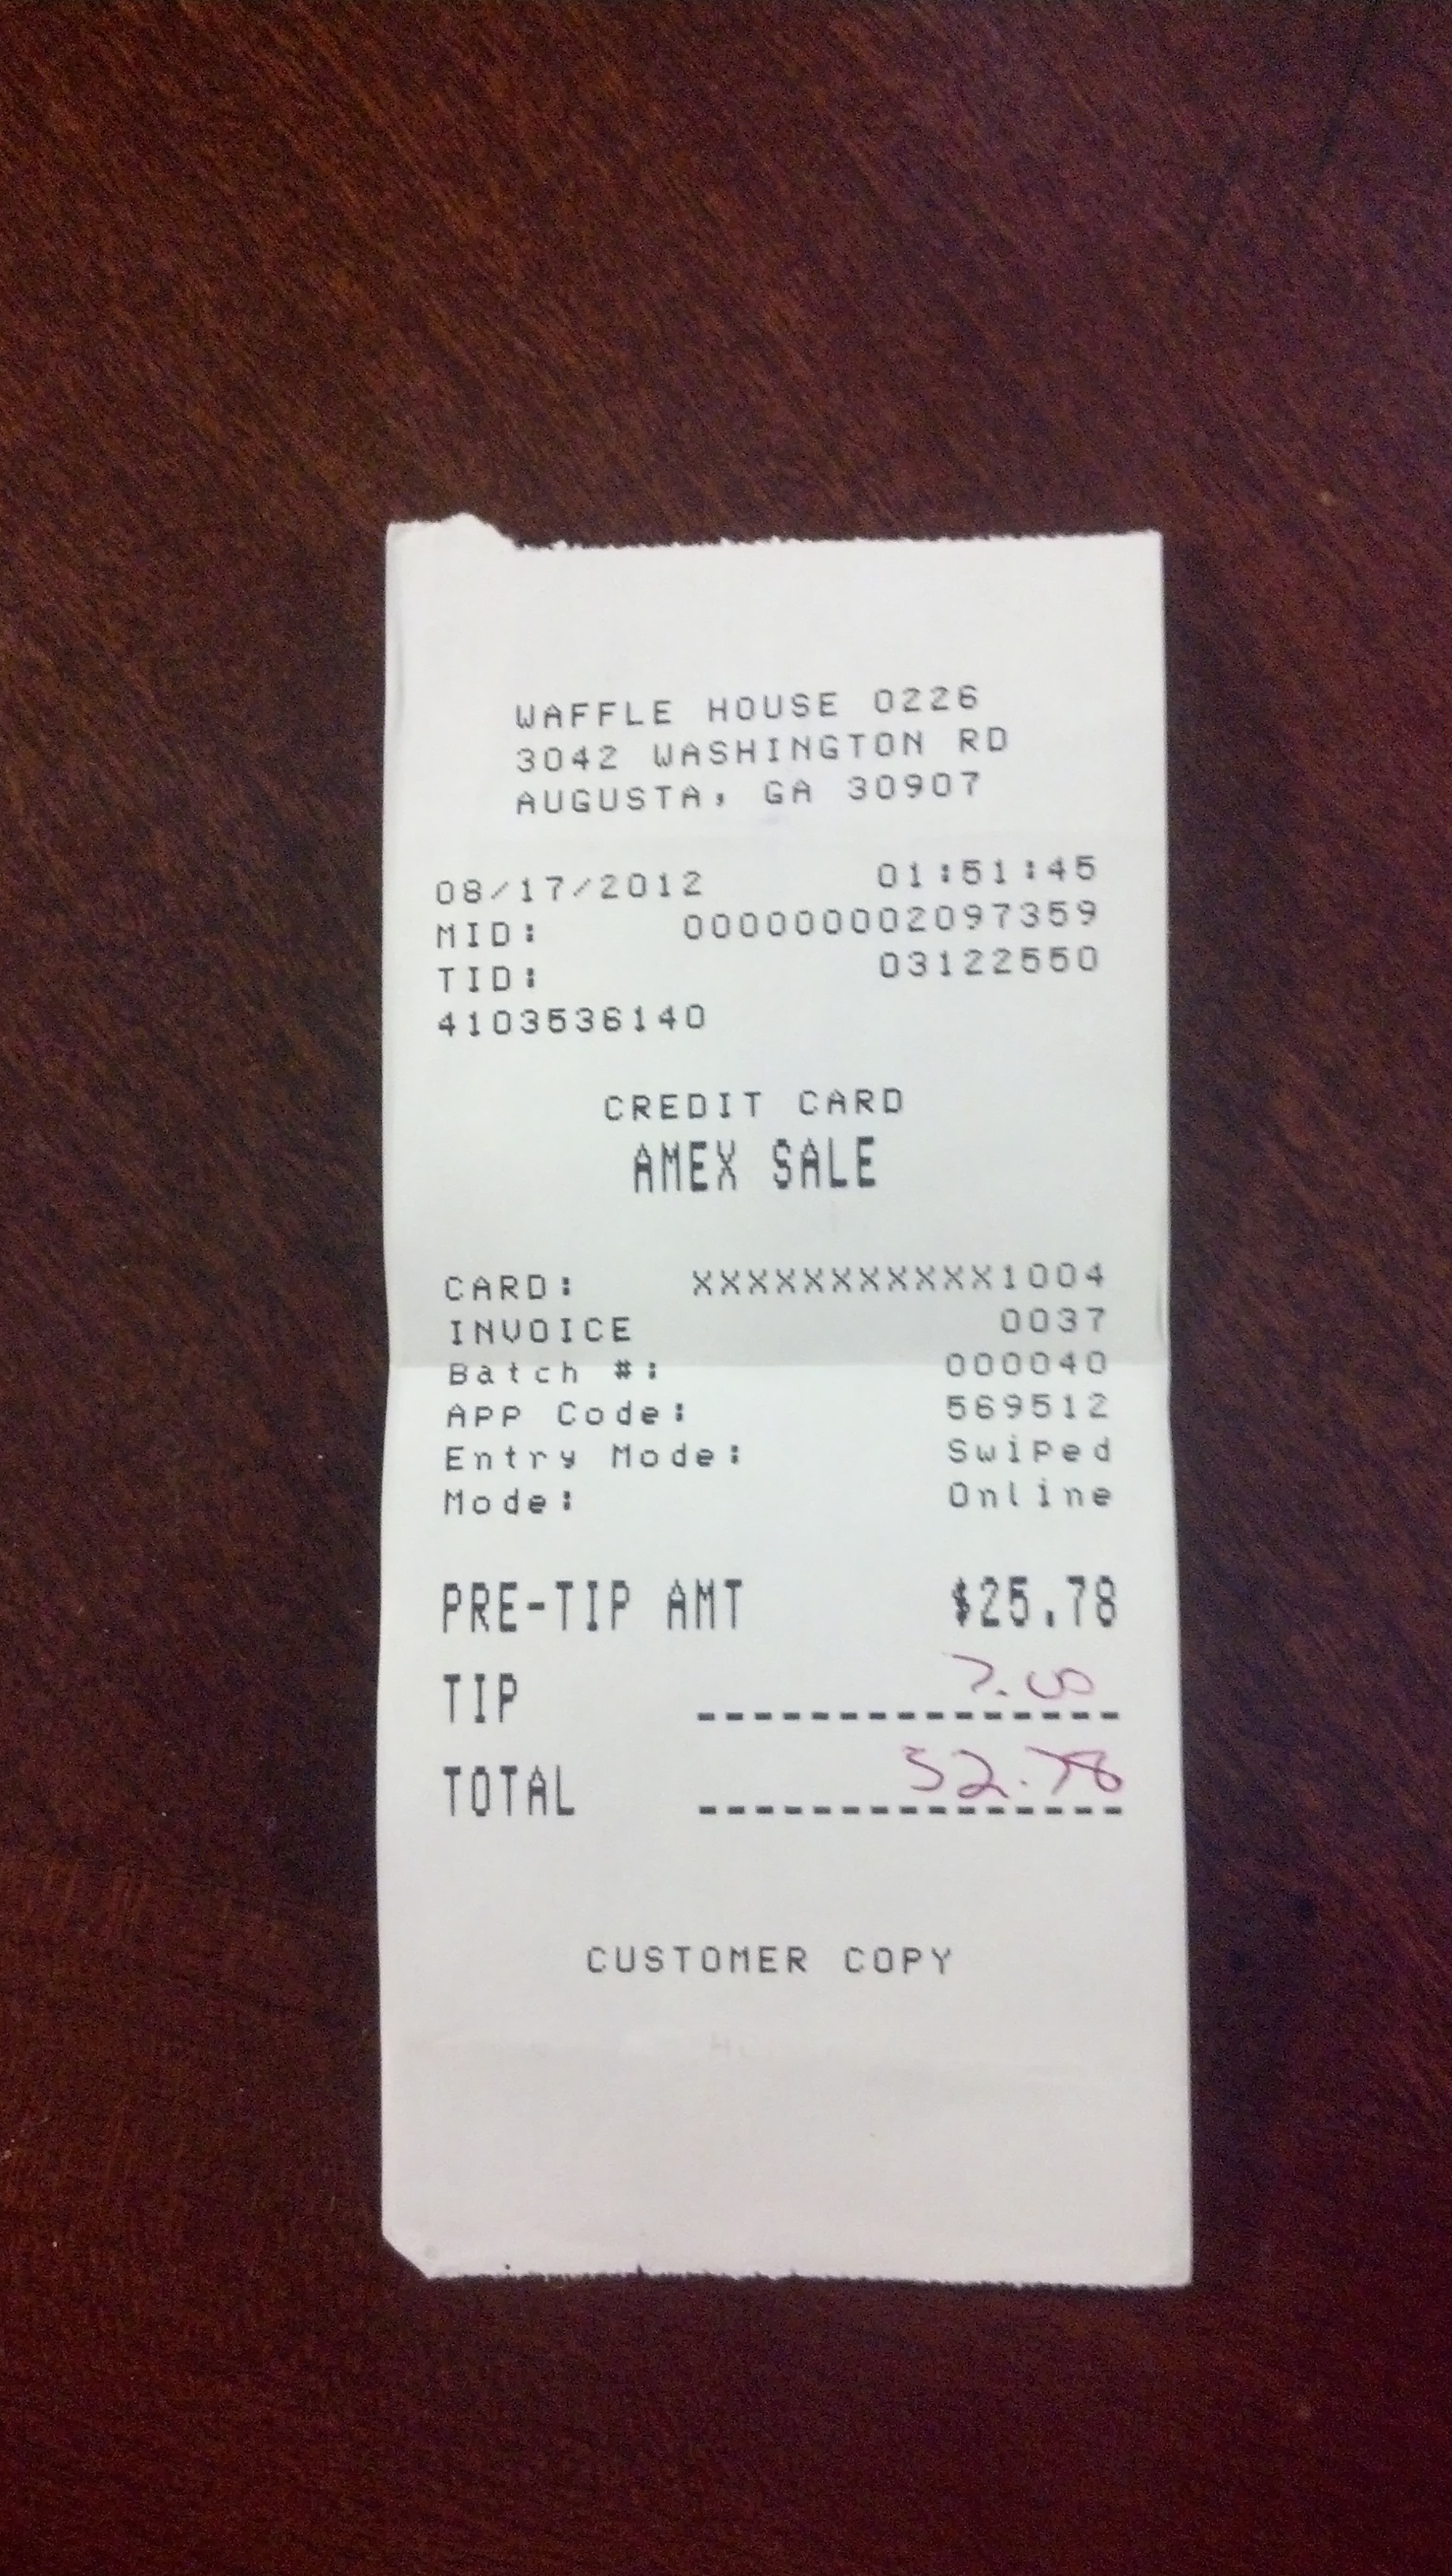 WAFFLE HOUSE 0226
3042 WASHINGTON RD
AUGUSTA, GA 30907
08/17/2012 01:51:45
MID: 000000002097359
TID: 03122550
4103536140
CREDIT CARD
AMEX SALE
CARD: XXXXXXXXXXX1004
INVOICE 0037
Batch #: 000040
APP Code: 569512
Entry Mode: Swiped
Mode: Online
PRE-TIP AMT $25.78
TIP 7.00
TOTAL 32.78
CUSTOMER COPY